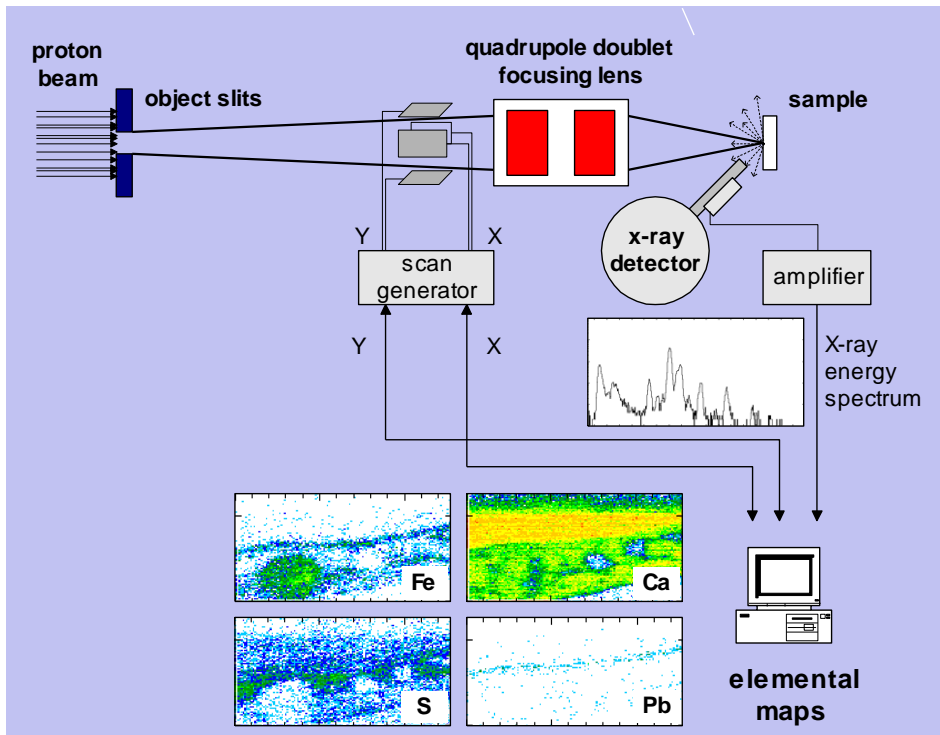 proton
beam
object slits
quadrupole doublet
focusing lens
sample
Y
X
scan
generator
x-ray
detector
amplifier
Y
X
X-ray
energy
spectrum
Fe
Ca
S
Pb
elemental
maps